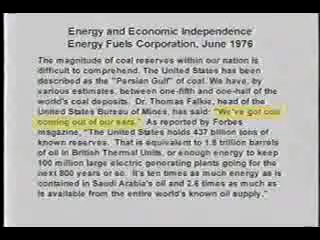 Energy and Economic Independence
Energy Fuels Corporation, June 1976
The magnitude of coal reserves within our nation is
difficult to comprehend. The United States has been
described as the "Persian Gulf" of coal. We have, by
various estimates, between one-fifth and one-half of the
world's coal deposits. Dr. Thomas Falkie, head of the
United States Bureau of Mines, has said: "We've got coal
coming out of our ears." As reported by Forbes
magazine, "The United States holds 437 billion tons of
known reserves. That is equivalent to 1.8 trillion barrels
of oil in British Thermal Units, or enough energy to keep
100 million large electric generating plants going for the
next 800 years or so. It's ten times as much energy as is
contained in Saudi Arabia's oil and 2.6 times as much as
is available from the entire world's known oil supply."